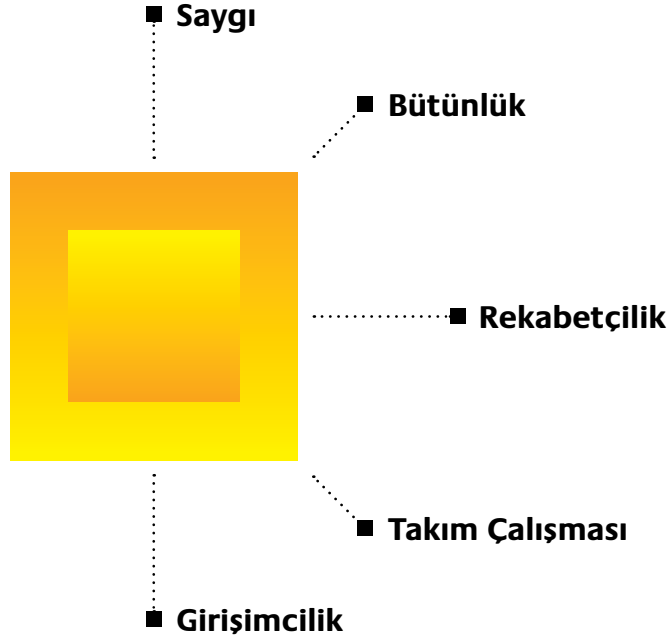 Saygı
Bütünlük
Rekabetçilik
Takım Çalışması
Girişimcilik